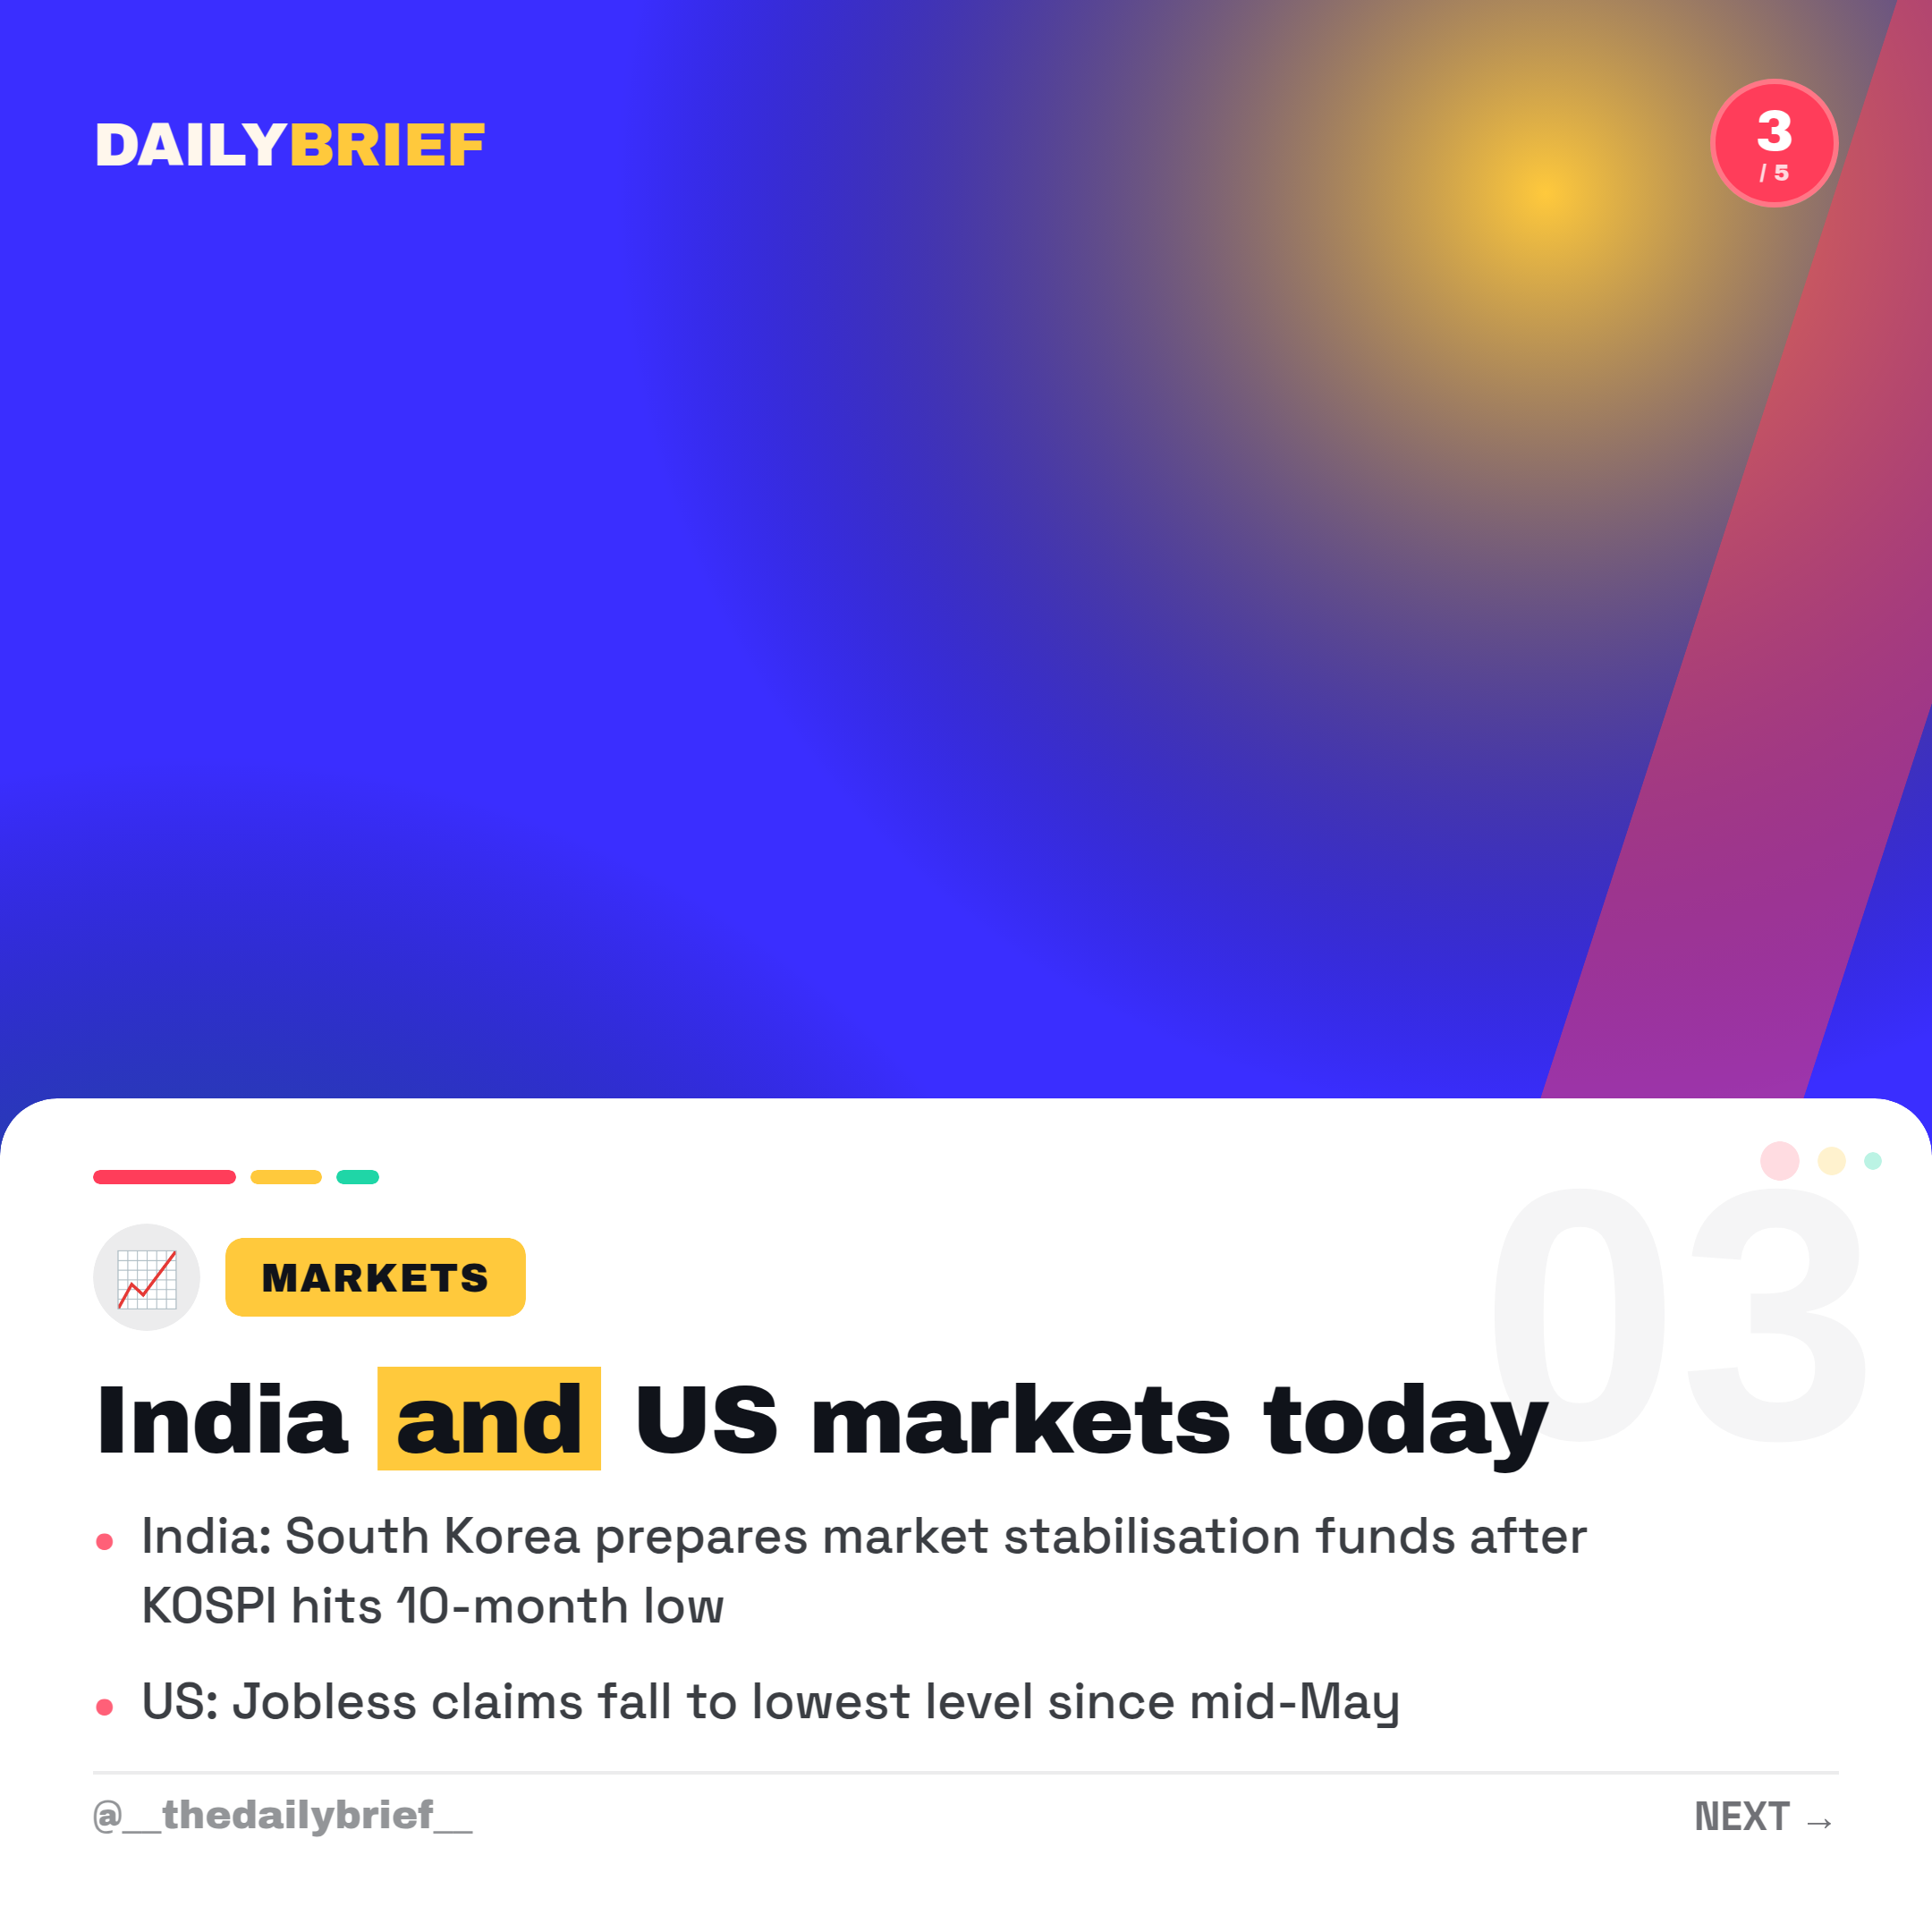 DAILYBRIEF
3
/ 5
03
MARKETS
India and US markets today
India: South Korea prepares market stabilisation funds after
KOSPI hits 10-month low
US: Jobless claims fall to lowest level since mid-May
@__thedailybrief__
NEXT →